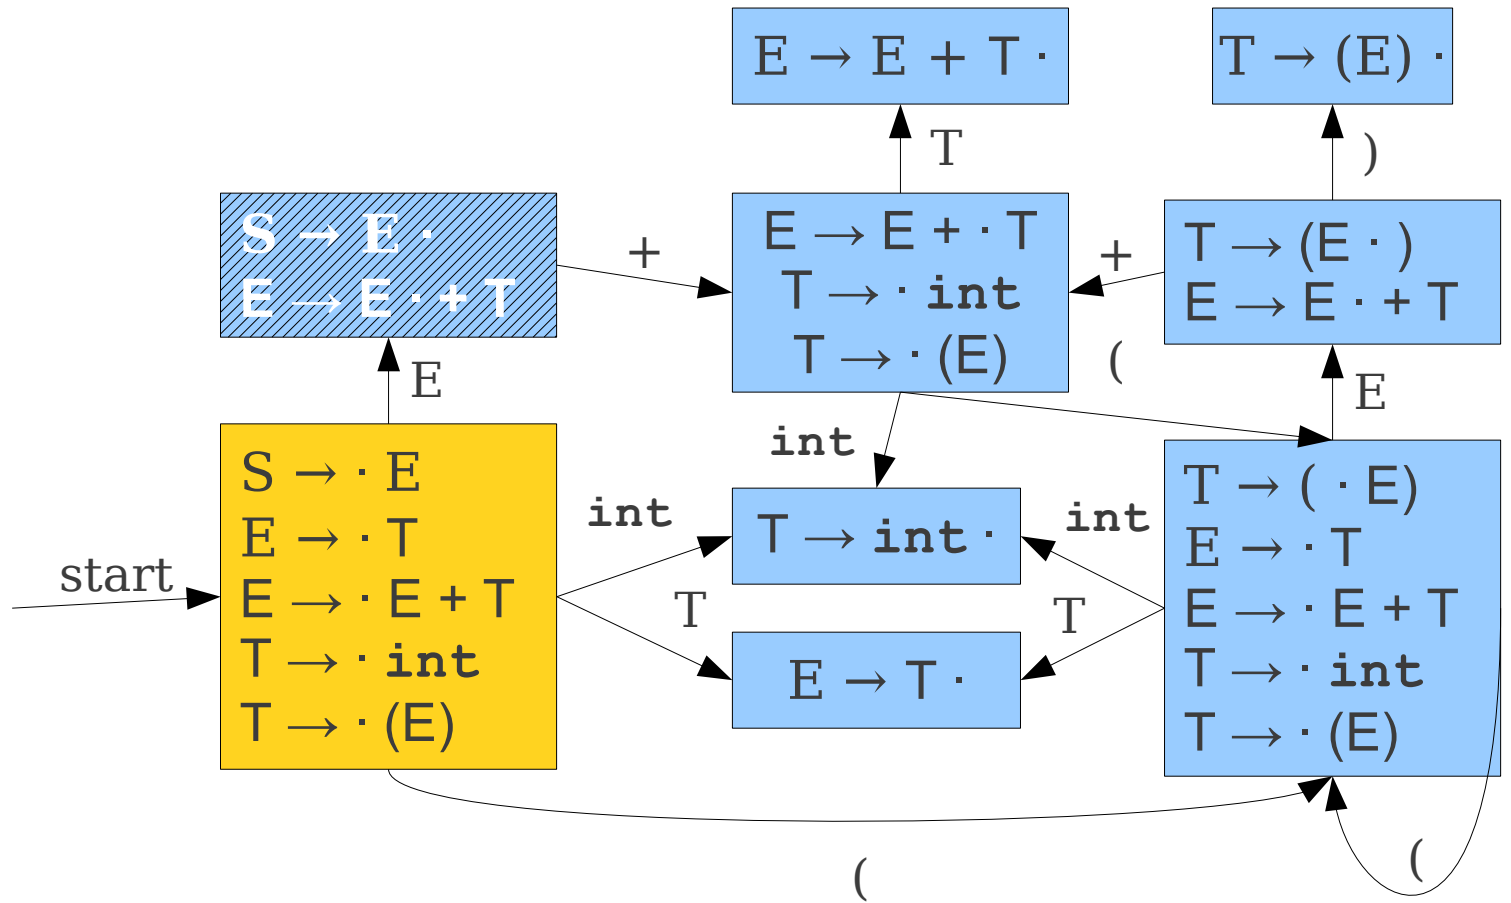 E → E + T ·
T → (E) ·
T
)
S → E ·
E → E · + T
+
E → E + · T
T → · int
T → · (E)
+
T → (E · )
E → E · + T
E
(
E
int
S → · E
E → · T
E → · E + T
T → · int
T → · (E)
start
int
T → int ·
int
T
T
E → T ·
T → ( · E)
E → · T
E → · E + T
T → · int
T → · (E)
(
(